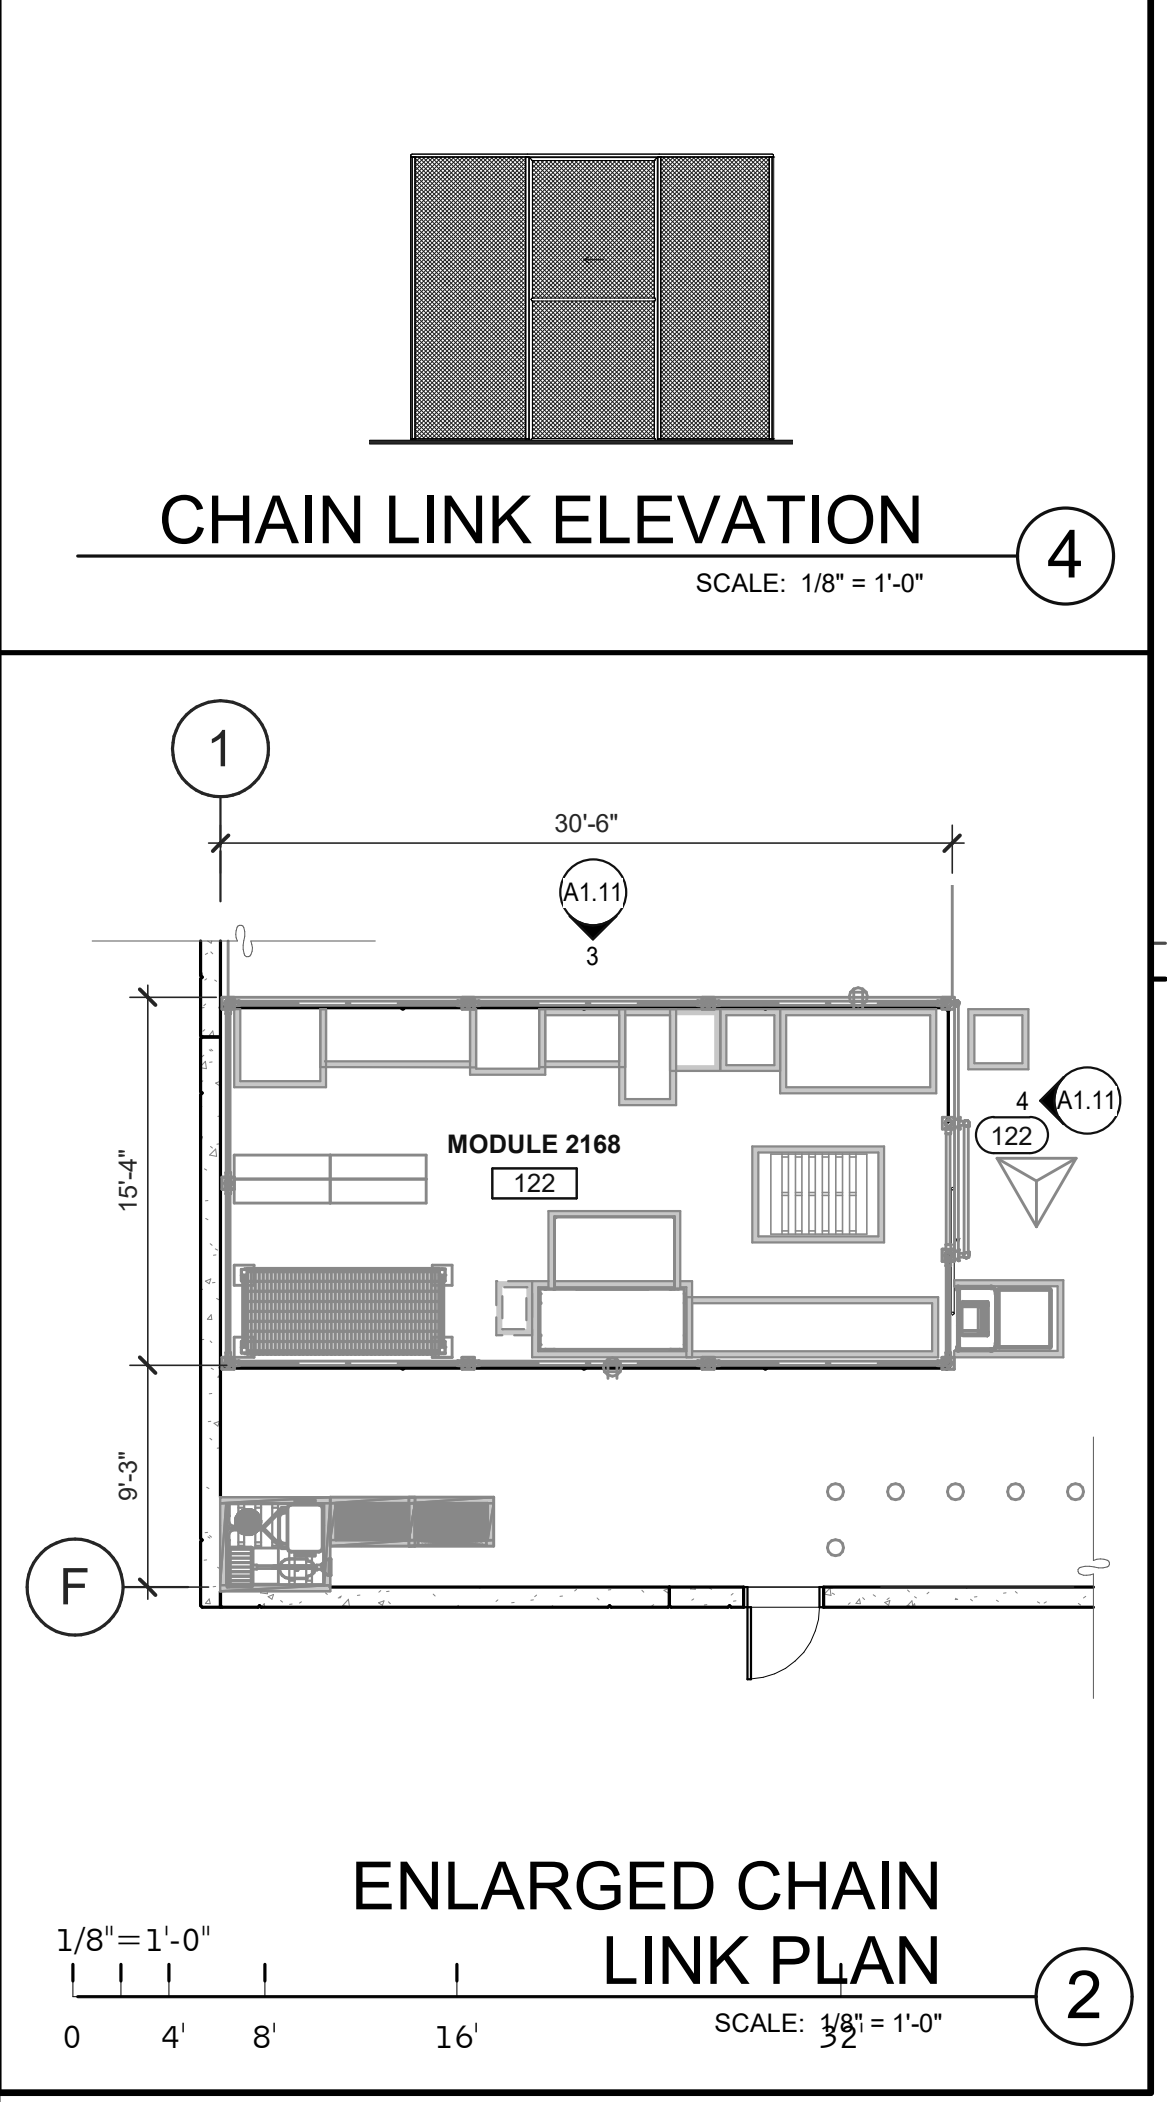 CHAIN LINK ELEVATION
4
SCALE: 1/8" = 1'-0"
1
30'-6"
A1.11
3
4
A1.11
122
MODULE 2168
122
15'-4"
9'-3"
F
ENLARGED CHAIN
LINK PLAN
2
SCALE: 1/8" = 1'-0"
1/8"=1'-0"
0 4' 8' 16' 32'